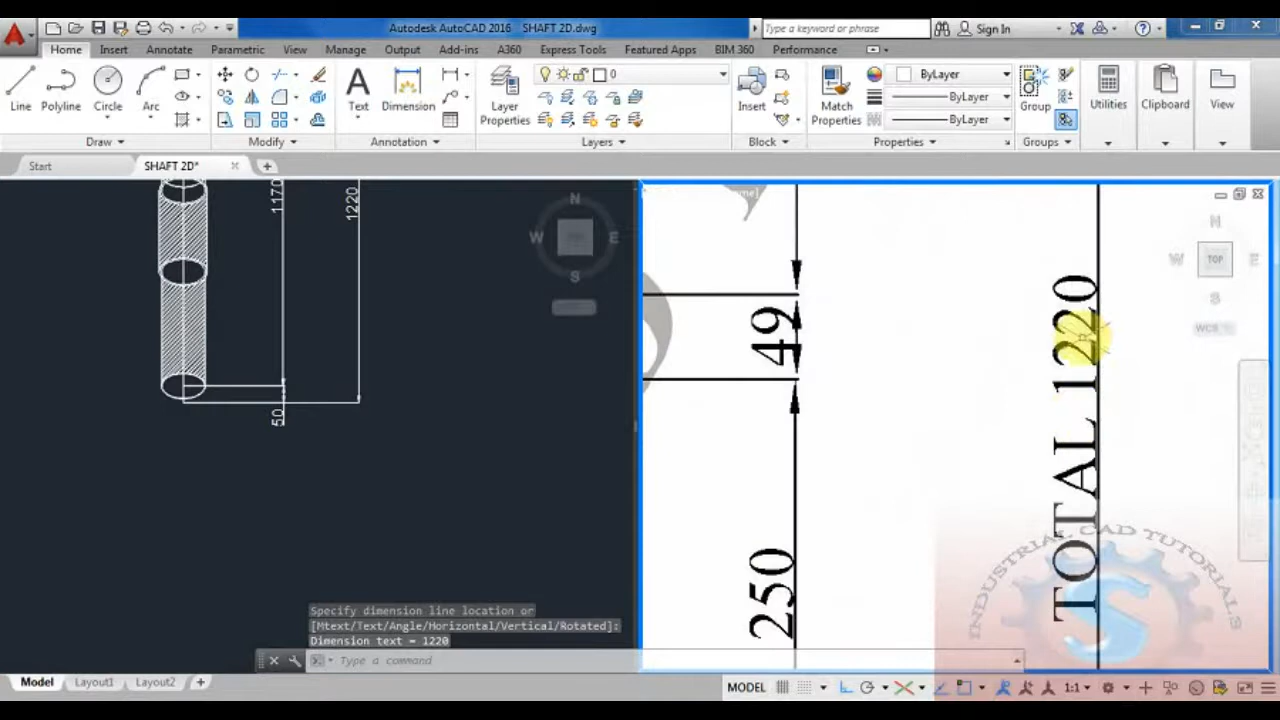 Autodesk AutoCAD 2016 SHAFT 2D.dwg
Type a keyword or phrase
Sign In
Home Insert Annotate Parametric View Manage Output Add-ins A360 Express Tools Featured Apps BIM 360 Performance
Line Polyline Circle Arc
Text Dimension
Layer Properties
0
Insert
Match Properties
ByLayer
ByLayer
ByLayer
Group
Utilities
Clipboard
View
Draw Modify Annotation Layers Block Properties Groups
Start SHAFT 2D*
1170
1220
50
N
W E
S
49
250
TOTAL 1220
N
W TOP E
S
WCS
INDUSTRIAL CAD TUTORIALS
S
Specify dimension line location or
[Mtext/Text/Angle/Horizontal/Vertical/Rotated]:
Dimension text = 1220
Type a command
Model Layout1 Layout2
MODEL 1:1